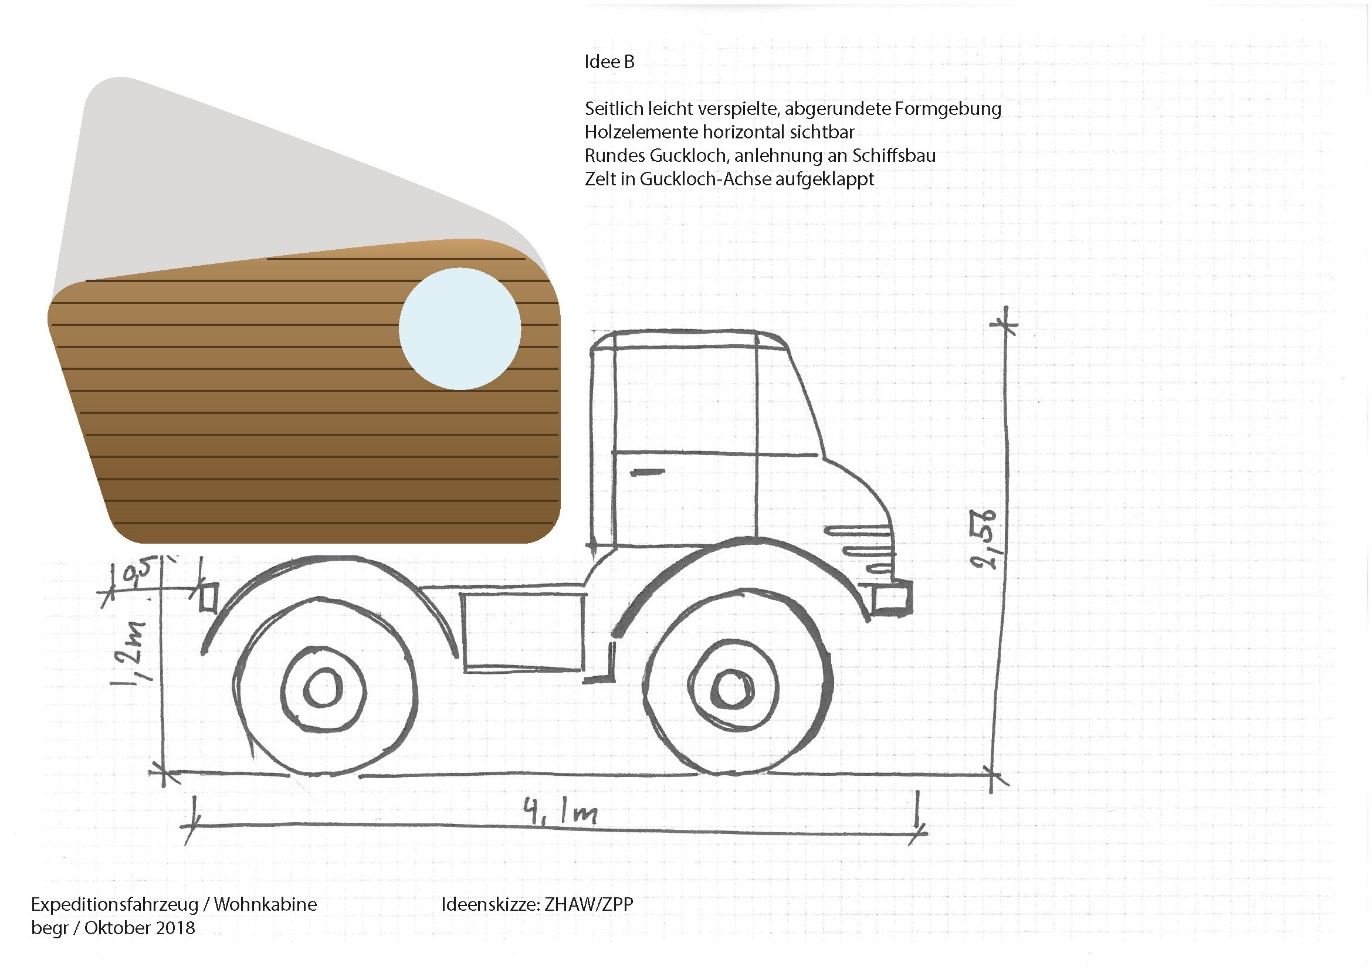 Idee B
Seitlich leicht verspielte, abgerundete Formgebung
Holzelemente horizontal sichtbar
Rundes Guckloch, anlehnung an Schiffsbau
Zelt in Guckloch-Achse aufgeklappt
2,56
0,5
1,2m
4,1m
Expeditionsfahrzeug / Wohnkabine
begr / Oktober 2018
Ideenskizze: ZHAW/ZPP